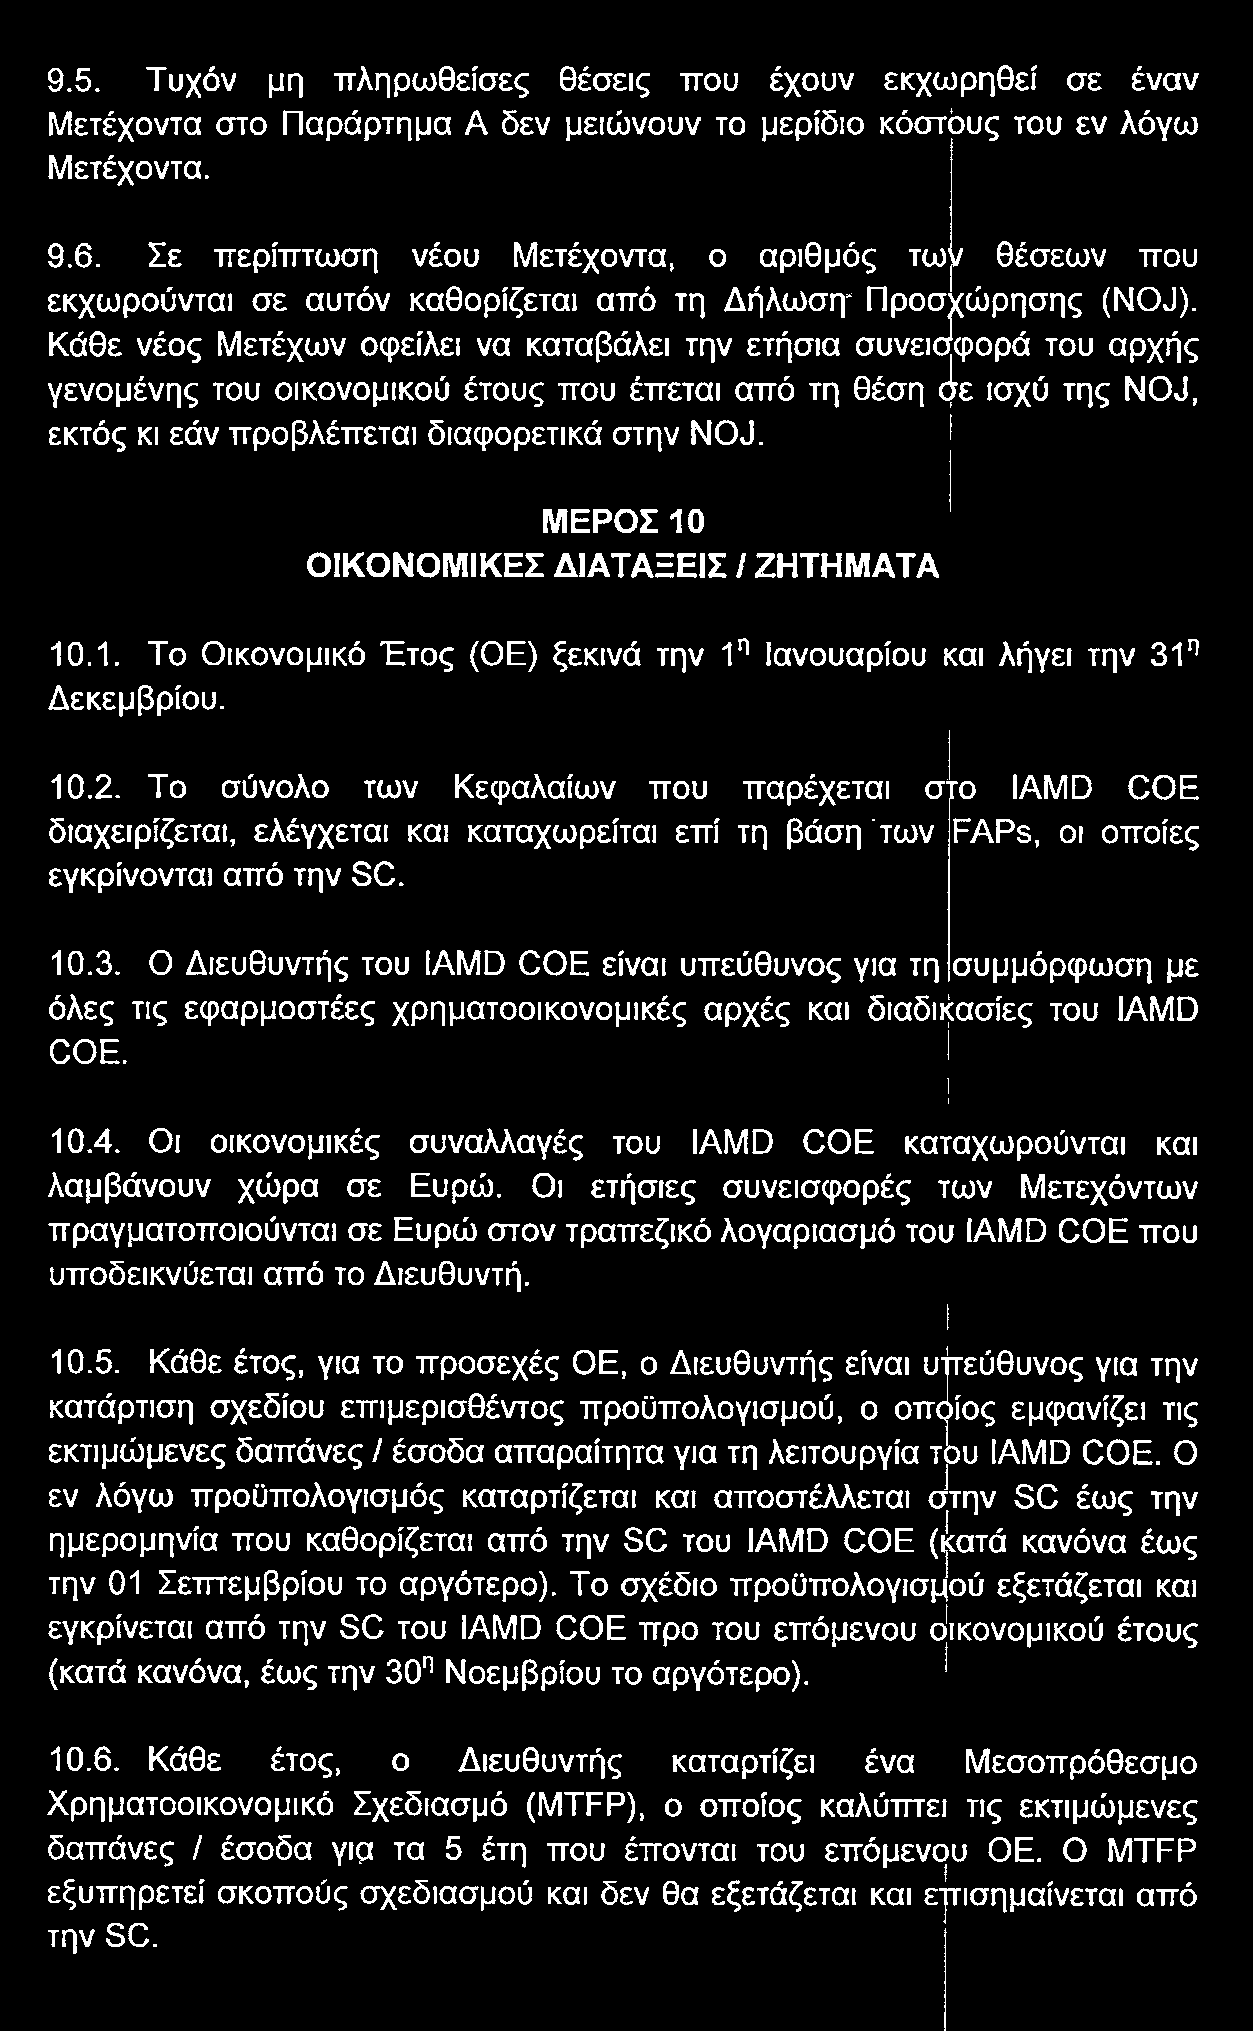 9.5. Τυχόν μη πληρωθείσες θέσεις που έχουν εκχωρηθεί σε έναν
Μετέχοντα στο Παράρτημα Α δεν μειώνουν το μερίδιο κόστους του εν λόγω
Μετέχοντα.
9.6. Σε περίπτωση νέου Μετέχοντα, ο αριθμός των θέσεων που
εκχωρούνται σε αυτόν καθορίζεται από τη Δήλωση Προσχώρησης (NOJ).
Κάθε νέος Μετέχων οφείλει να καταβάλει την ετήσια συνεισφορά του αρχής
γενομένης του οικονομικού έτους που έπεται από τη θέση σε ισχύ της NOJ,
εκτός κι εάν προβλέπεται διαφορετικά στην NOJ.
ΜΕΡΟΣ 10
ΟΙΚΟΝΟΜΙΚΕΣ ΔΙΑΤΑΞΕΙΣ / ΖΗΤΗΜΑΤΑ
10.1. Το Οικονομικό Έτος (ΟΕ) ξεκινά την 1η Ιανουαρίου και λήγει την 31η
Δεκεμβρίου.
10.2. Το σύνολο των Κεφαλαίων που παρέχεται στο IAMD COE
διαχειρίζεται, ελέγχεται και καταχωρείται επί τη βάση των FAPs, οι οποίες
εγκρίνονται από την SC.
10.3. Ο Διευθυντής του IAMD COE είναι υπεύθυνος για τη συμμόρφωση με
όλες τις εφαρμοστέες χρηματοοικονομικές αρχές και διαδικασίες του IAMD
COE.
10.4. Οι οικονομικές συναλλαγές του IAMD COE καταχωρούνται και
λαμβάνουν χώρα σε Ευρώ. Οι ετήσιες συνεισφορές των Μετεχόντων
πραγματοποιούνται σε Ευρώ στον τραπεζικό λογαριασμό του IAMD COE που
υποδεικνύεται από το Διευθυντή.
10.5. Κάθε έτος, για το προσεχές ΟΕ, ο Διευθυντής είναι υπεύθυνος για την
κατάρτιση σχεδίου επιμερισθέντος προϋπολογισμού, ο οποίος εμφανίζει τις
εκτιμώμενες δαπάνες / έσοδα απαραίτητα για τη λειτουργία του IAMD COE. Ο
εν λόγω προϋπολογισμός καταρτίζεται και αποστέλλεται στην SC έως την
ημερομηνία που καθορίζεται από την SC του IAMD COE (κατά κανόνα έως
την 01 Σεπτεμβρίου το αργότερο). Το σχέδιο προϋπολογισμού εξετάζεται και
εγκρίνεται από την SC του IAMD COE προ του επόμενου οικονομικού έτους
(κατά κανόνα, έως την 30η Νοεμβρίου το αργότερο).
10.6. Κάθε έτος, ο Διευθυντής καταρτίζει ένα Μεσοπρόθεσμο
Χρηματοοικονομικό Σχεδιασμό (MTFP), ο οποίος καλύπτει τις εκτιμώμενες
δαπάνες / έσοδα για τα 5 έτη που έπονται του επόμενου ΟΕ. Ο MTFP
εξυπηρετεί σκοπούς σχεδιασμού και δεν θα εξετάζεται και επισημαίνεται από
την SC.